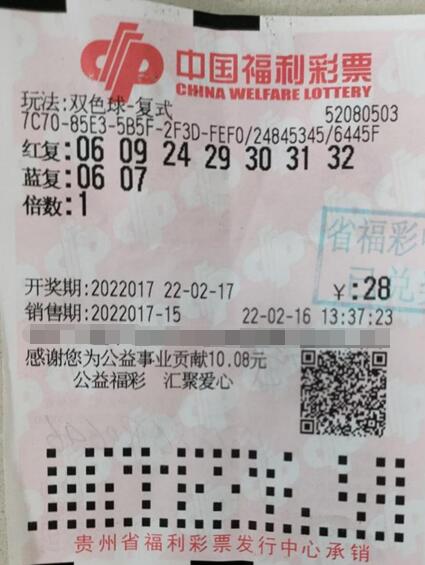 中国福利彩票
CHINA WELFARE LOTTERY
玩法:双色球-复式
52080503
7C70-85E3-5B5F-2F3D-FEF0/24845345/6445F
红复:06 09 24 29 30 31 32
蓝复:06 07
倍数:1
省福彩
已兑
开奖期:2022017 22-02-17
¥:28
销售期:2022017-15
22-02-16 13:37:23
感谢您为公益事业贡献10.08元
公益福彩 汇聚爱心
贵州省福利彩票发行中心承销